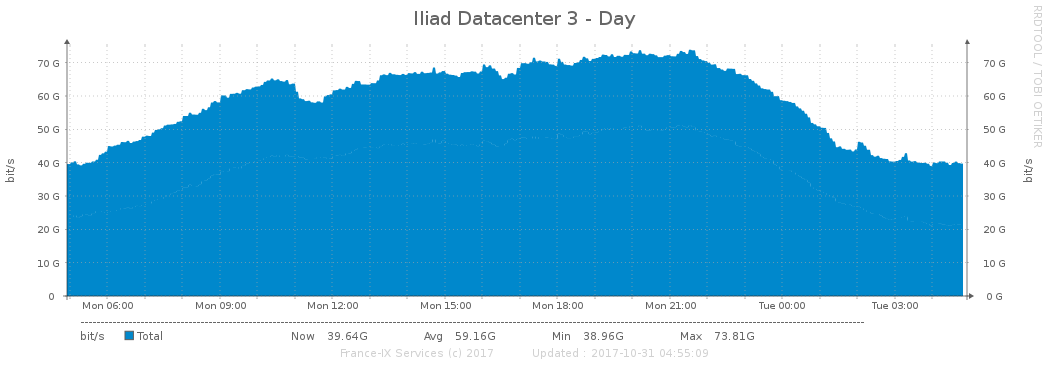 Iliad Datacenter 3 - Day
RRDTOOL / TOBI OETIKER
bit/s
70 G
60 G
50 G
40 G
30 G
20 G
10 G
0
70 G
60 G
50 G
40 G
30 G
20 G
10 G
0 G
bit/s
Mon 06:00 Mon 09:00 Mon 12:00 Mon 15:00 Mon 18:00 Mon 21:00 Tue 00:00 Tue 03:00
bit/s Total Now 39.64G Avg 59.16G Min 38.96G Max 73.81G
France-IX Services (c) 2017 Updated : 2017-10-31 04:55:09